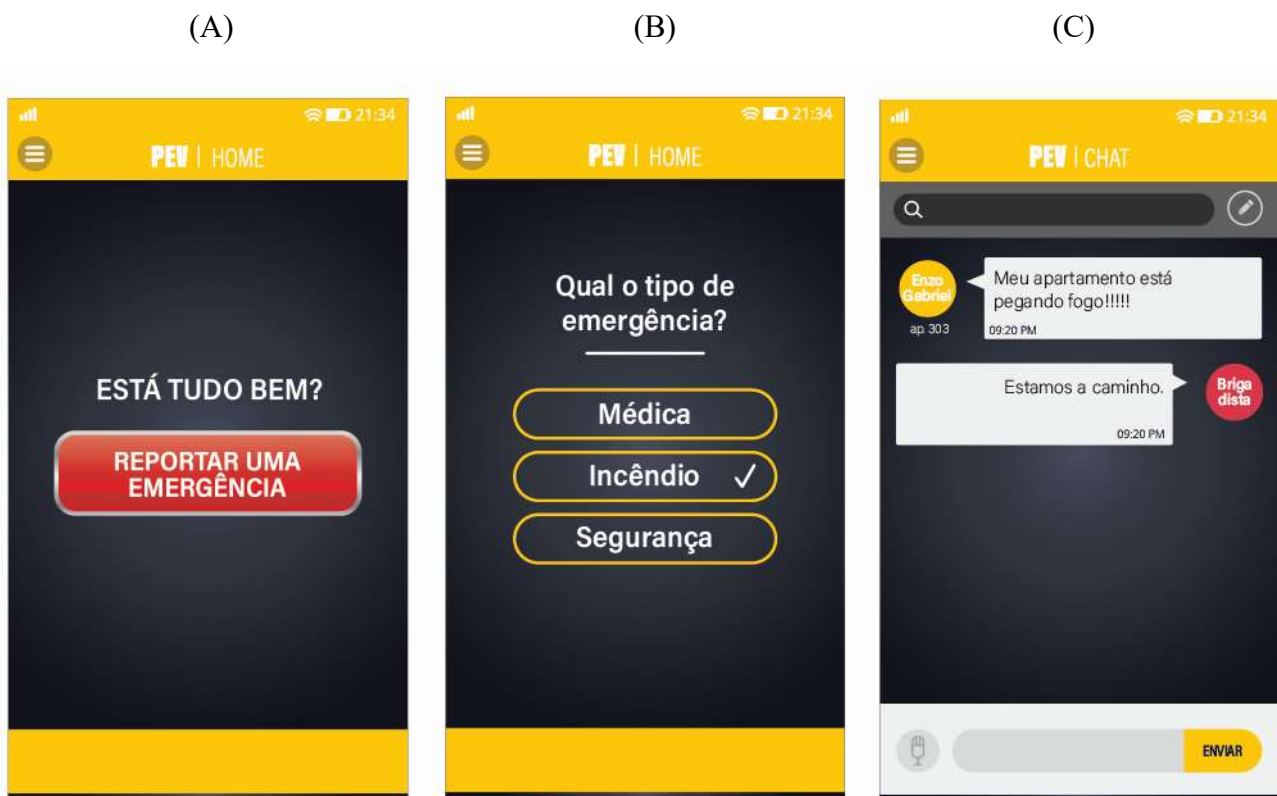 (A)
(B)
(C)
21:34
PEV | HOME
ESTÁ TUDO BEM?
REPORTAR UMA
EMERGÊNCIA
21:34
PEV | HOME
Qual o tipo de
emergência?
Médica
Incêndio
Segurança
21:34
PEV | CHAT
Enzo
Gabriel
ap. 303
Meu apartamento está
pegando fogo!!!!!
09:20 PM
Estamos a caminho.
09:20 PM
Briga
dista
ENVIAR